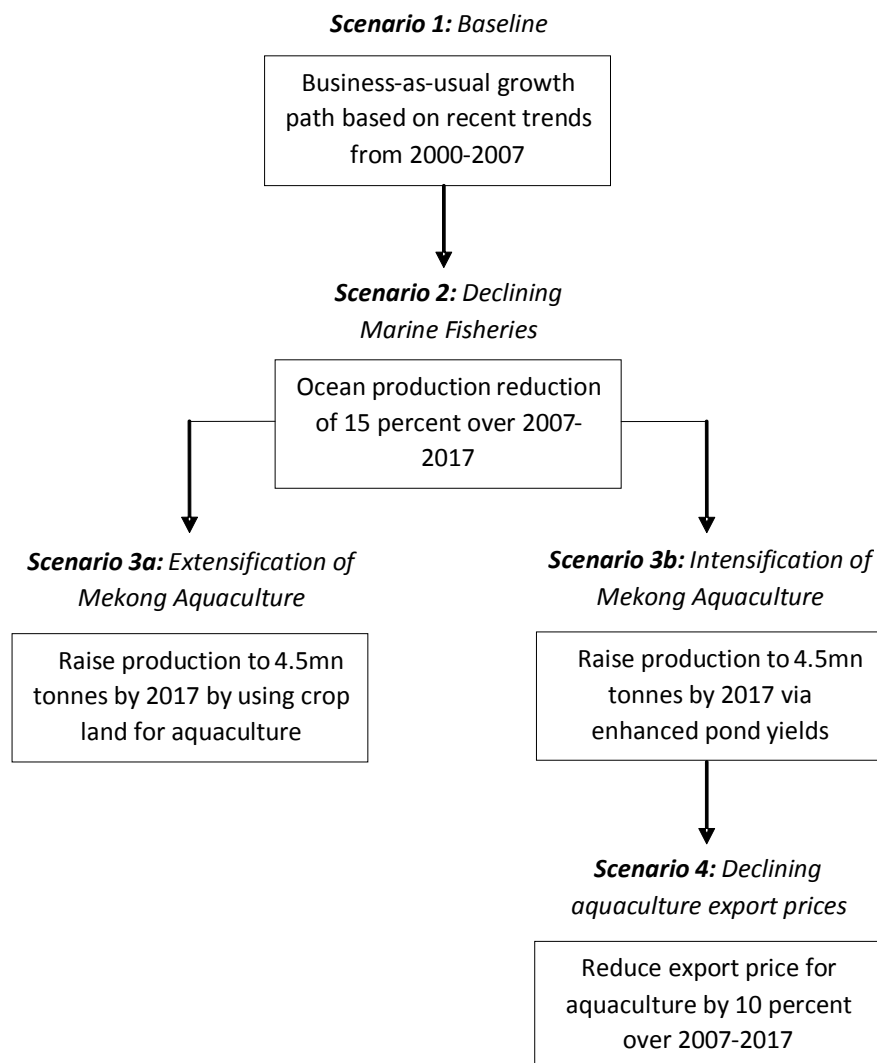 Scenario 1: Baseline
Business-as-usual growth
path based on recent trends
from 2000-2007
Scenario 2: Declining
Marine Fisheries
Ocean production reduction
of 15 percent over 2007-
2017
Scenario 3a: Extensification of
Mekong Aquaculture
Raise production to 4.5mn
tonnes by 2017 by using crop
land for aquaculture
Scenario 3b: Intensification of
Mekong Aquaculture
Raise production to 4.5mn
tonnes by 2017 via
enhanced pond yields
Scenario 4: Declining
aquaculture export prices
Reduce export price for
aquaculture by 10 percent
over 2007-2017